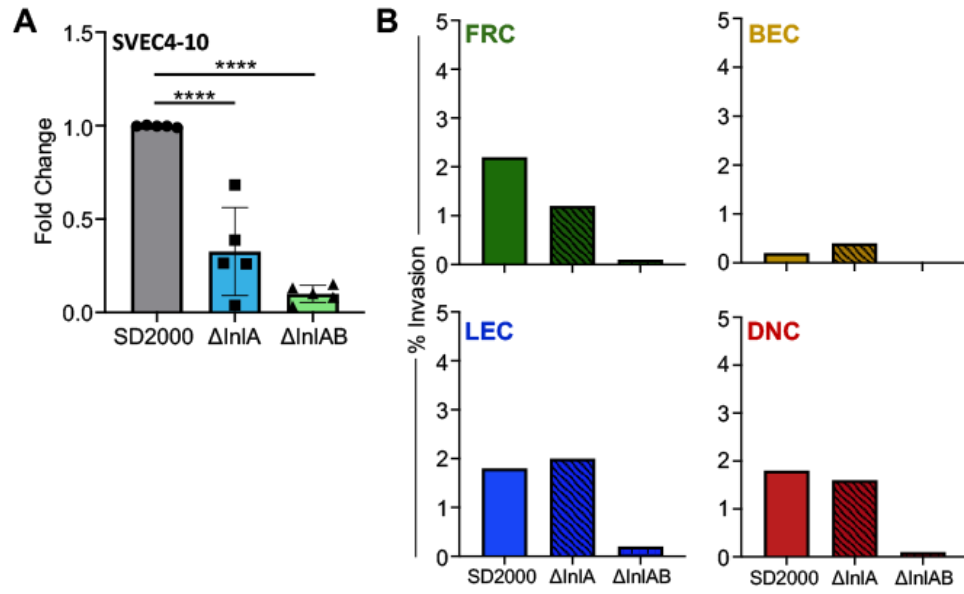 A
SVEC4-10
Fold Change
1.5
1.0
0.5
0.0
****
****
SD2000 ΔInlA ΔInlAB
B
% Invasion
FRC
5
4
3
2
1
0
BEC
5
4
3
2
1
0
LEC
5
4
3
2
1
0
SD2000 ΔInlA ΔInlAB
DNC
5
4
3
2
1
0
SD2000 ΔInlA ΔInlAB